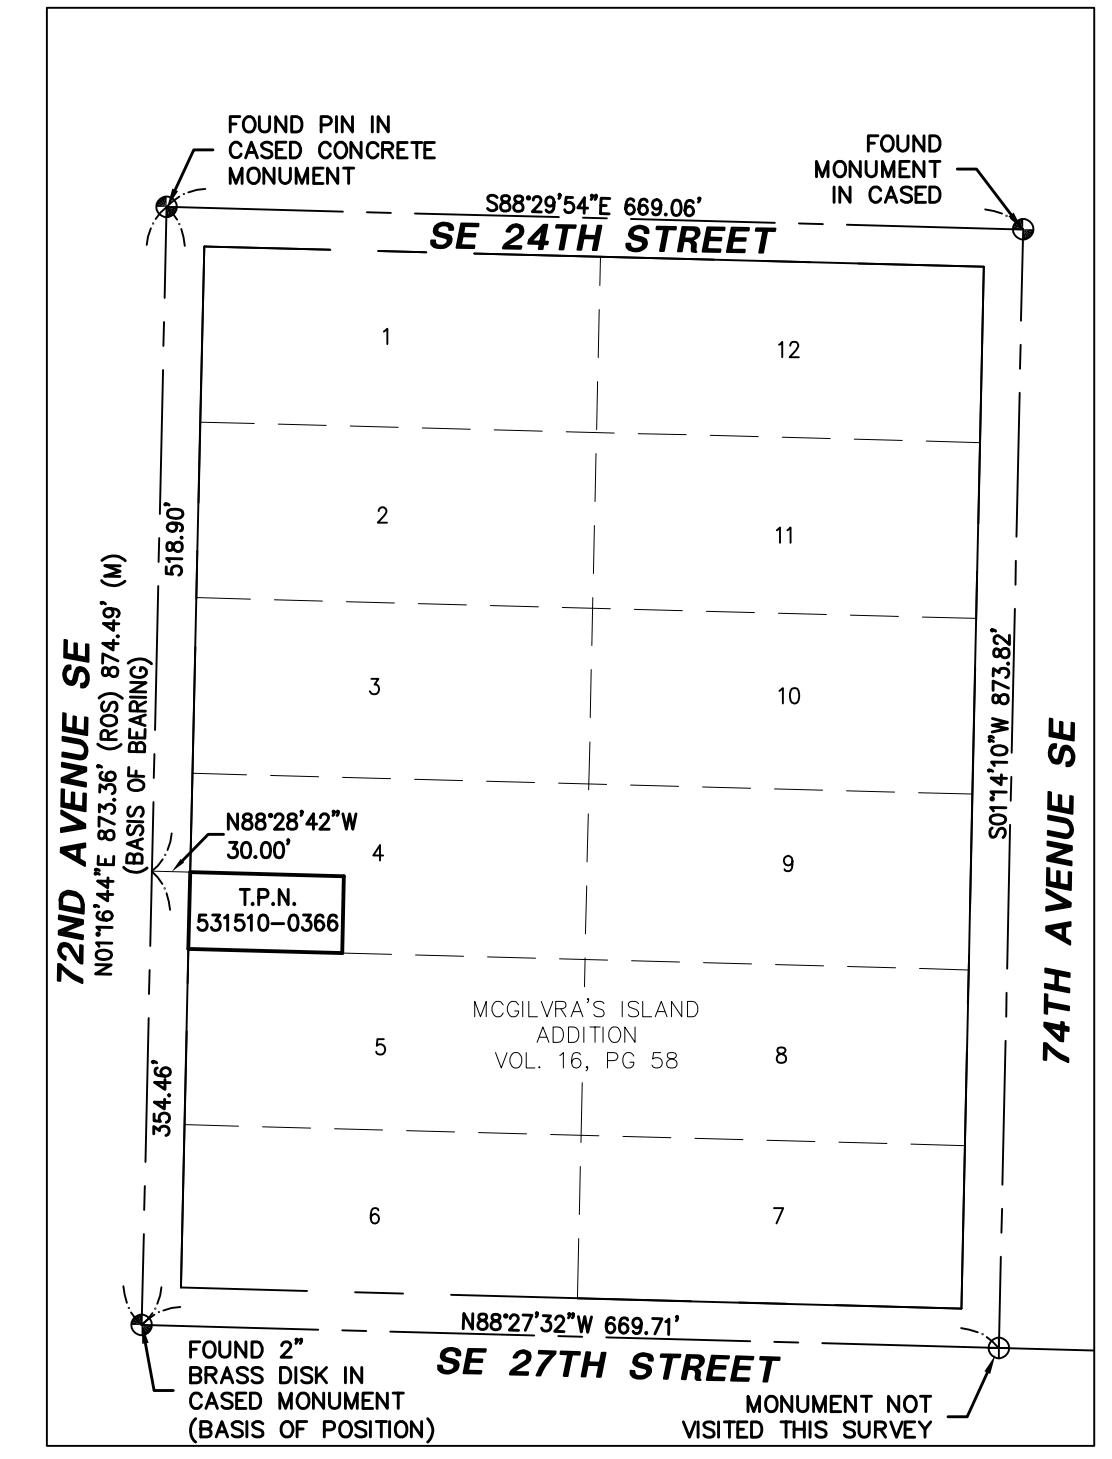 FOUND PIN IN
CASED CONCRETE
MONUMENT
FOUND
MONUMENT
IN CASED
S88°29'54"E 669.06'
SE 24TH STREET
1
12
2
11
518.90'
3
10
72ND AVENUE SE
N01°16'44"E 873.36' (ROS) 874.49' (M)
(BASIS OF BEARING)
S01°14'10"W 873.82'
74TH AVENUE SE
N88°28'42"W
30.00'
4
9
T.P.N.
531510-0366
MCGILVRA'S ISLAND
ADDITION
VOL. 16, PG 58
5
8
354.46'
6
7
N88°27'32"W 669.71'
SE 27TH STREET
FOUND 2"
BRASS DISK IN
CASED MONUMENT
(BASIS OF POSITION)
MONUMENT NOT
VISITED THIS SURVEY